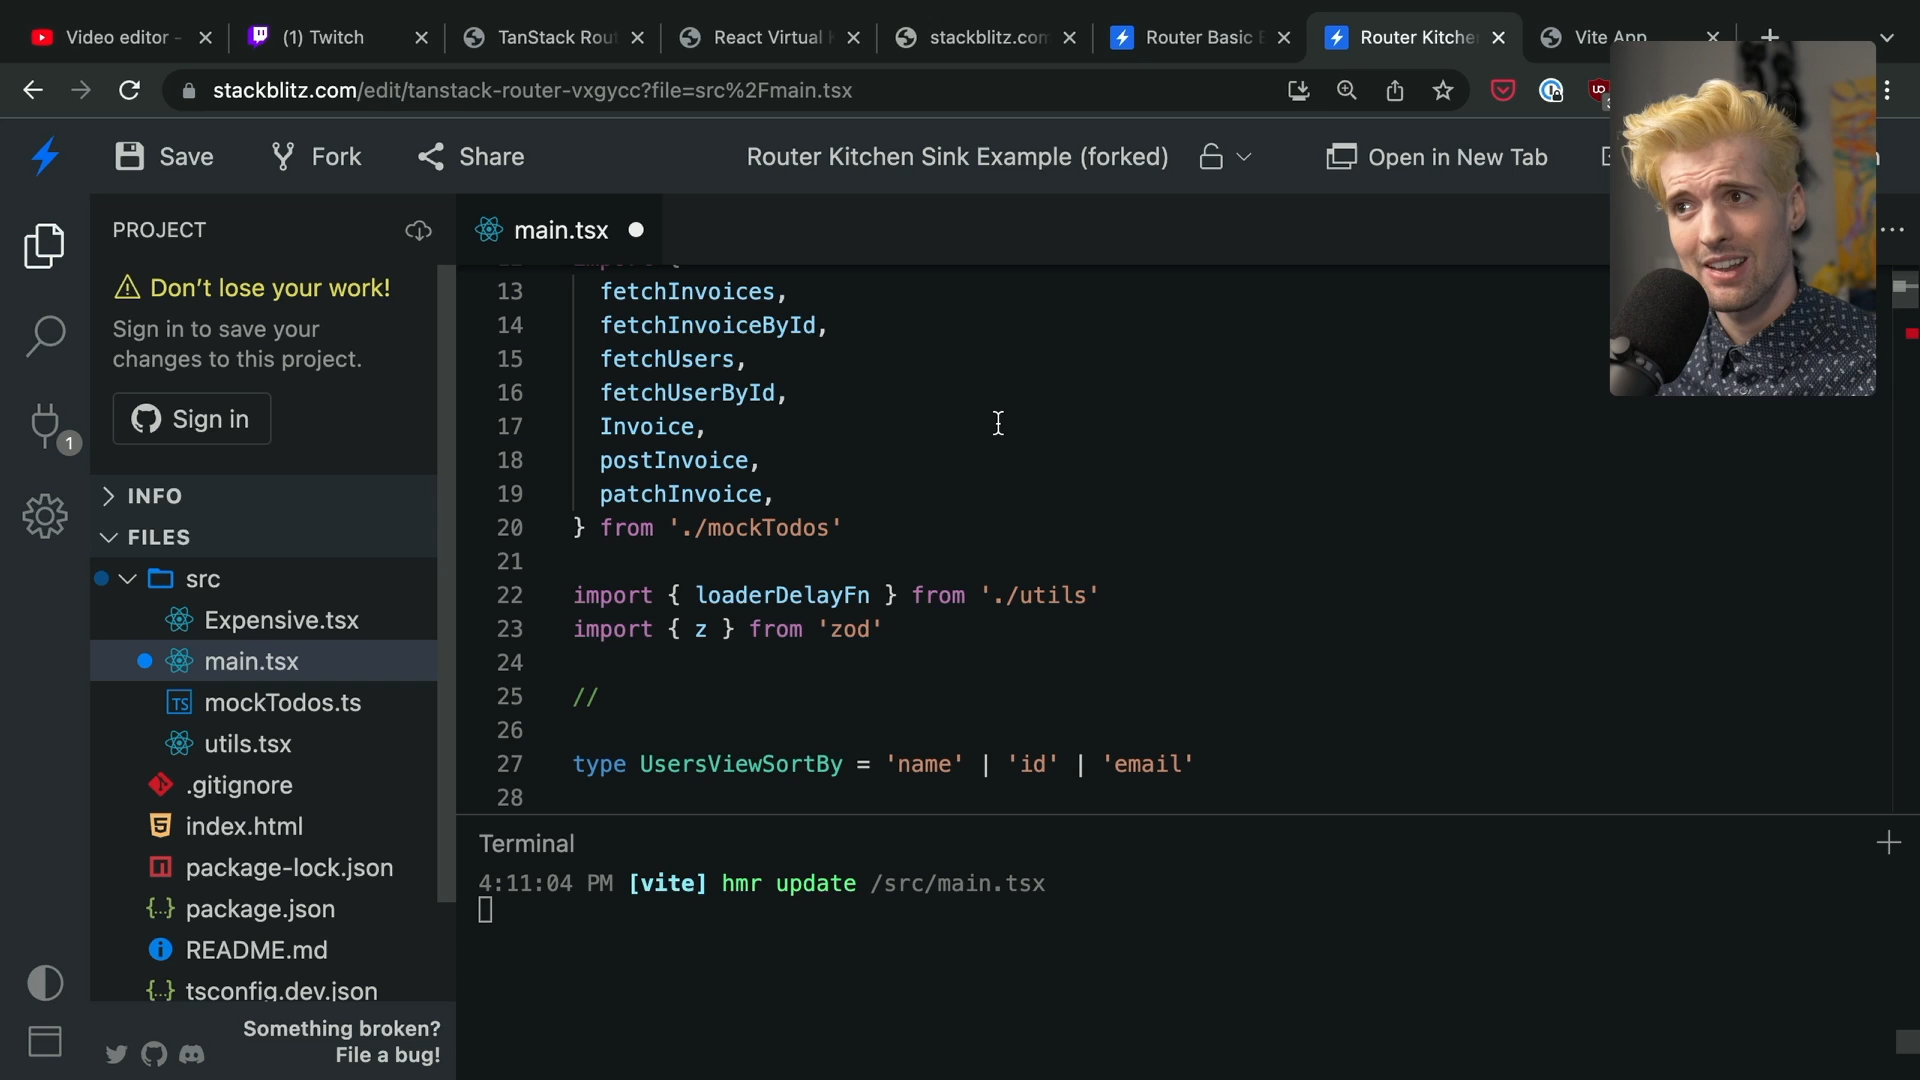 Video editor -
(1) Twitch
TanStack Rou
React Virtual
stackblitz.com
Router Basic E
Router Kitche
Vite App
stackblitz.com/edit/tanstack-router-vxgycc?file=src%2Fmain.tsx
Save
Fork
Share
Router Kitchen Sink Example (forked)
Open in New Tab
PROJECT
Don't lose your work!
Sign in to save your
changes to this project.
Sign in
1
INFO
FILES
src
Expensive.tsx
main.tsx
mockTodos.ts
utils.tsx
.gitignore
index.html
package-lock.json
package.json
README.md
tsconfig.dev.json
Something broken?
File a bug!
main.tsx
13 fetchInvoices,
14 fetchInvoiceById,
15 fetchUsers,
16 fetchUserById,
17 Invoice,
18 postInvoice,
19 patchInvoice,
20 } from './mockTodos'
21
22 import { loaderDelayFn } from './utils'
23 import { z } from 'zod'
24
25 //
26
27 type UsersViewSortBy = 'name' | 'id' | 'email'
28
Terminal
4:11:04 PM [vite] hmr update /src/main.tsx